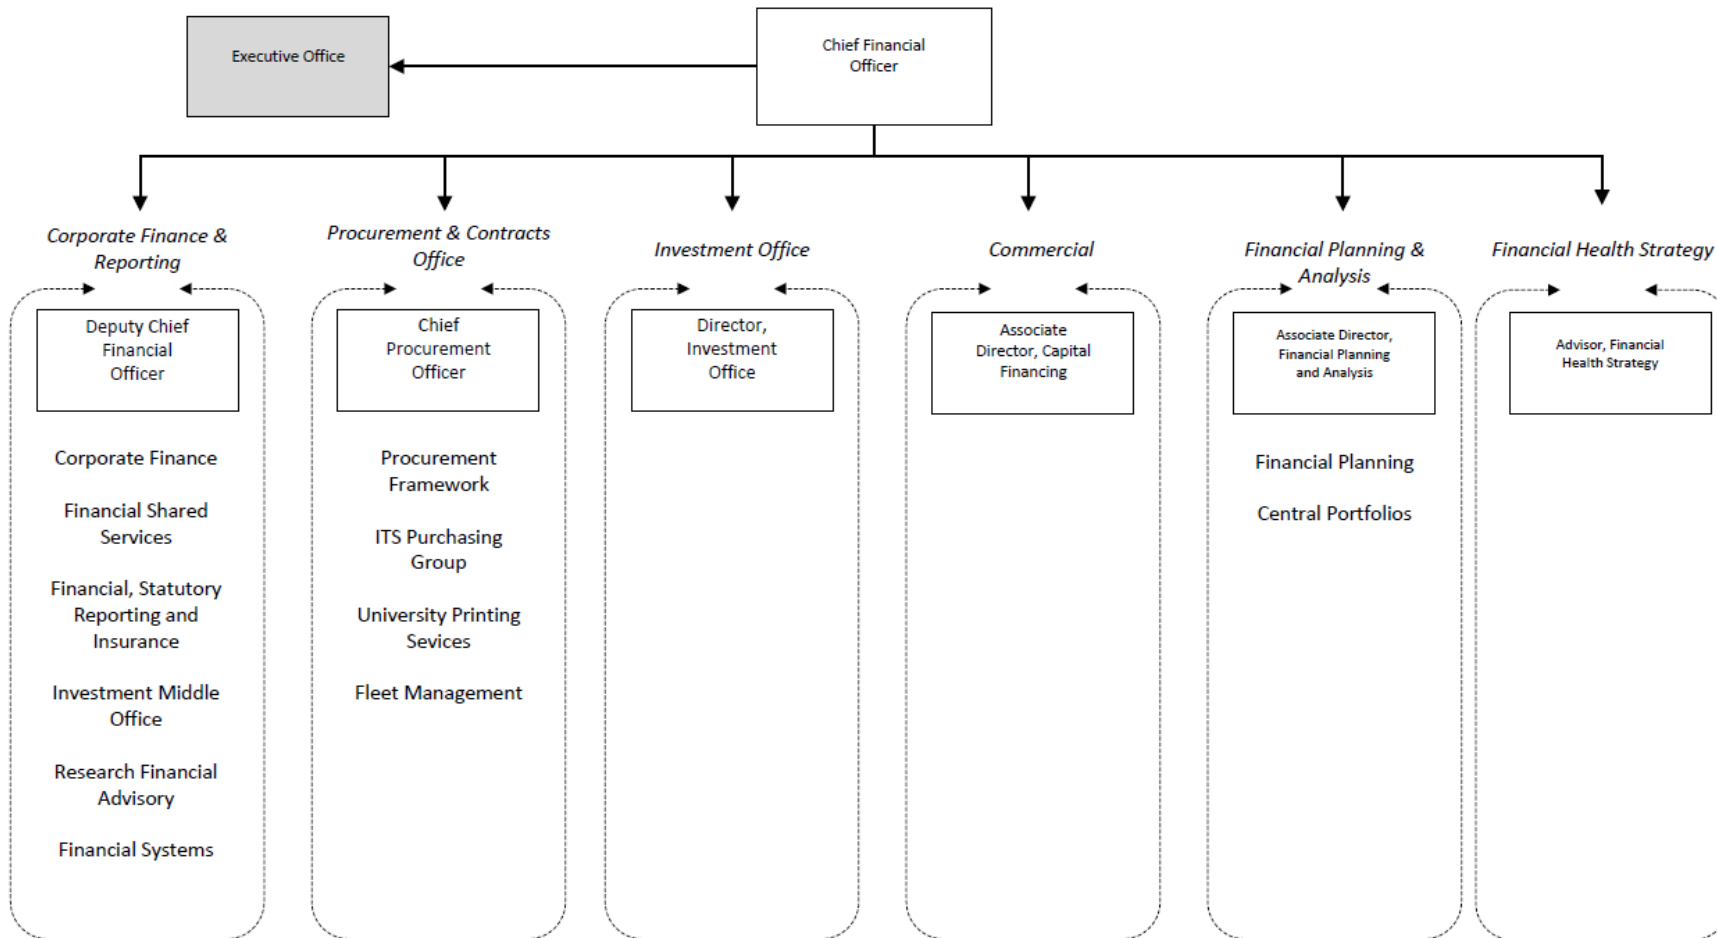 Executive Office
Chief Financial
Officer
Corporate Finance &
Reporting
Procurement & Contracts
Office
Investment Office
Commercial
Financial Planning &
Analysis
Financial Health Strategy
Deputy Chief
Financial
Officer
Chief
Procurement
Officer
Director,
Investment
Office
Associate
Director, Capital
Financing
Associate Director,
Financial Planning
and Analysis
Advisor, Financial
Health Strategy
Corporate Finance
Financial Shared
Services
Financial, Statutory
Reporting and
Insurance
Investment Middle
Office
Research Financial
Advisory
Financial Systems
Procurement
Framework
ITS Purchasing
Group
University Printing
Sevices
Fleet Management
Financial Planning
Central Portfolios